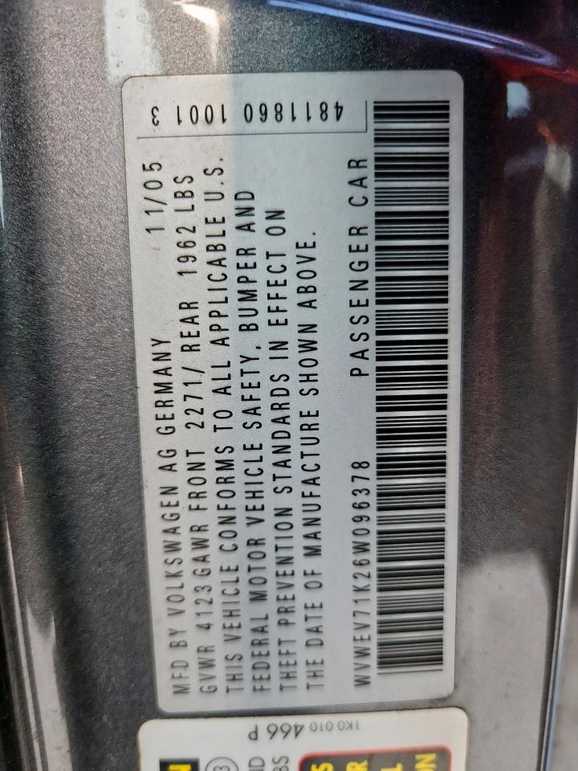 MFD BY VOLKSWAGEN AG GERMANY 11/05
GVWR 4123 GAWR FRONT 2271/ REAR 1962 LBS
THIS VEHICLE CONFORMS TO ALL APPLICABLE U.S.
FEDERAL MOTOR VEHICLE SAFETY, BUMPER AND
THEFT PREVENTION STANDARDS IN EFFECT ON
THE DATE OF MANUFACTURE SHOWN ABOVE.
WVWEV71K26W096378 PASSENGER CAR
4811860 1001 3
1K0 010 466 P